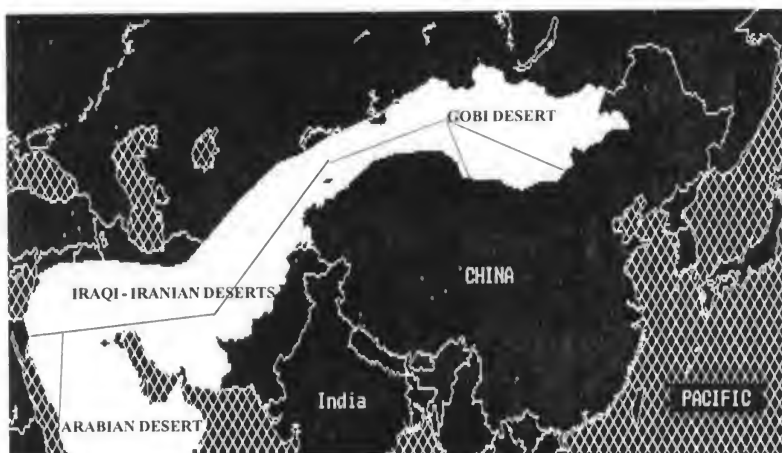 GOBI DESERT
CHINA
IRAQI - IRANIAN DESERTS
India
PACIFIC
ARABIAN DESERT